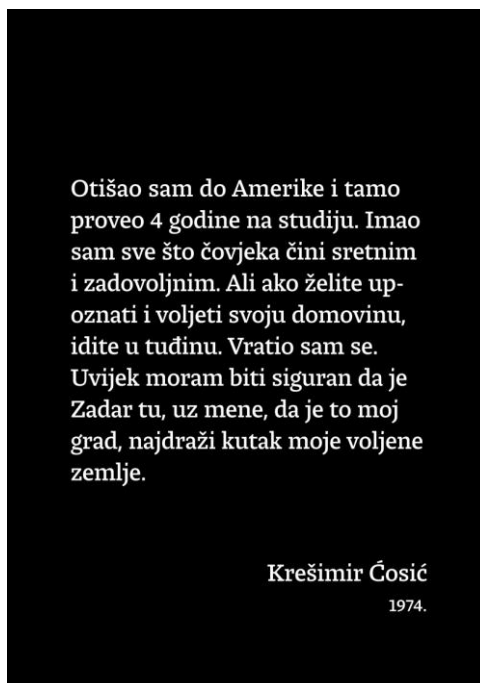 Otišao sam do Amerike i tamo
proveo 4 godine na studiju. Imao
sam sve što čovjeka čini sretnim
i zadovoljnim. Ali ako želite up-
oznati i voljeti svoju domovinu,
idite u tuđinu. Vratio sam se.
Uvijek moram biti siguran da je
Zadar tu, uz mene, da je to moj
grad, najdraži kutak moje voljene
zemlje.
Krešimir Ćosić
1974.